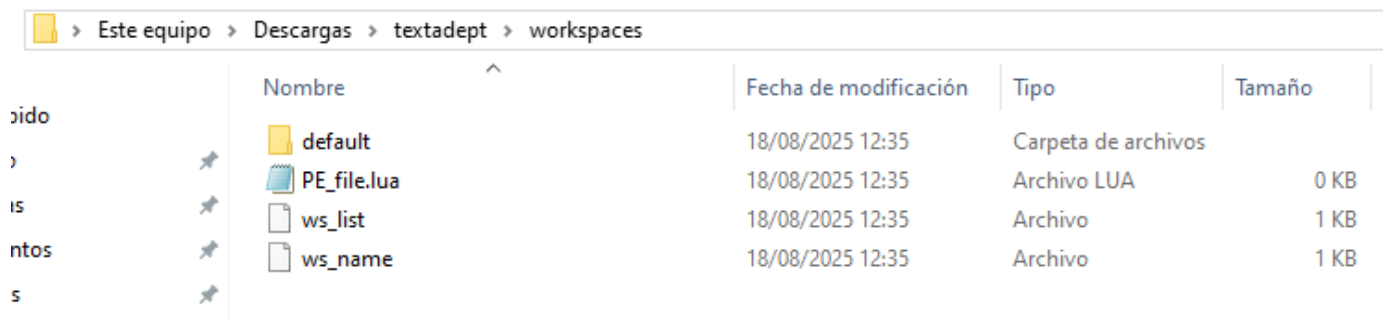 Este equipo > Descargas > textadept > workspaces
Nombre Fecha de modificación Tipo Tamaño
default 18/08/2025 12:35 Carpeta de archivos
PE_file.lua 18/08/2025 12:35 Archivo LUA 0 KB
ws_list 18/08/2025 12:35 Archivo 1 KB
ws_name 18/08/2025 12:35 Archivo 1 KB